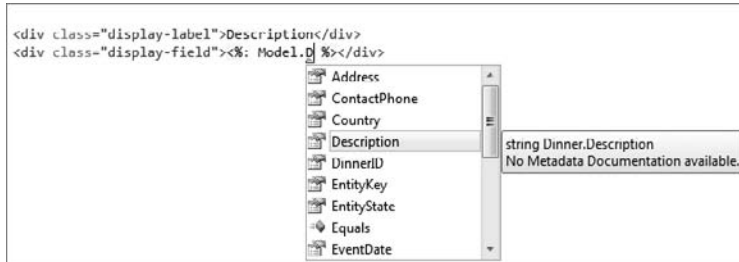 <div class="display-label">Description</div>
<div class="display-field"><%: Model.D %></div>
Address
ContactPhone
Country
Description
DinnerID
EntityKey
EntityState
Equals
EventDate
string Dinner.Description
No Metadata Documentation available.